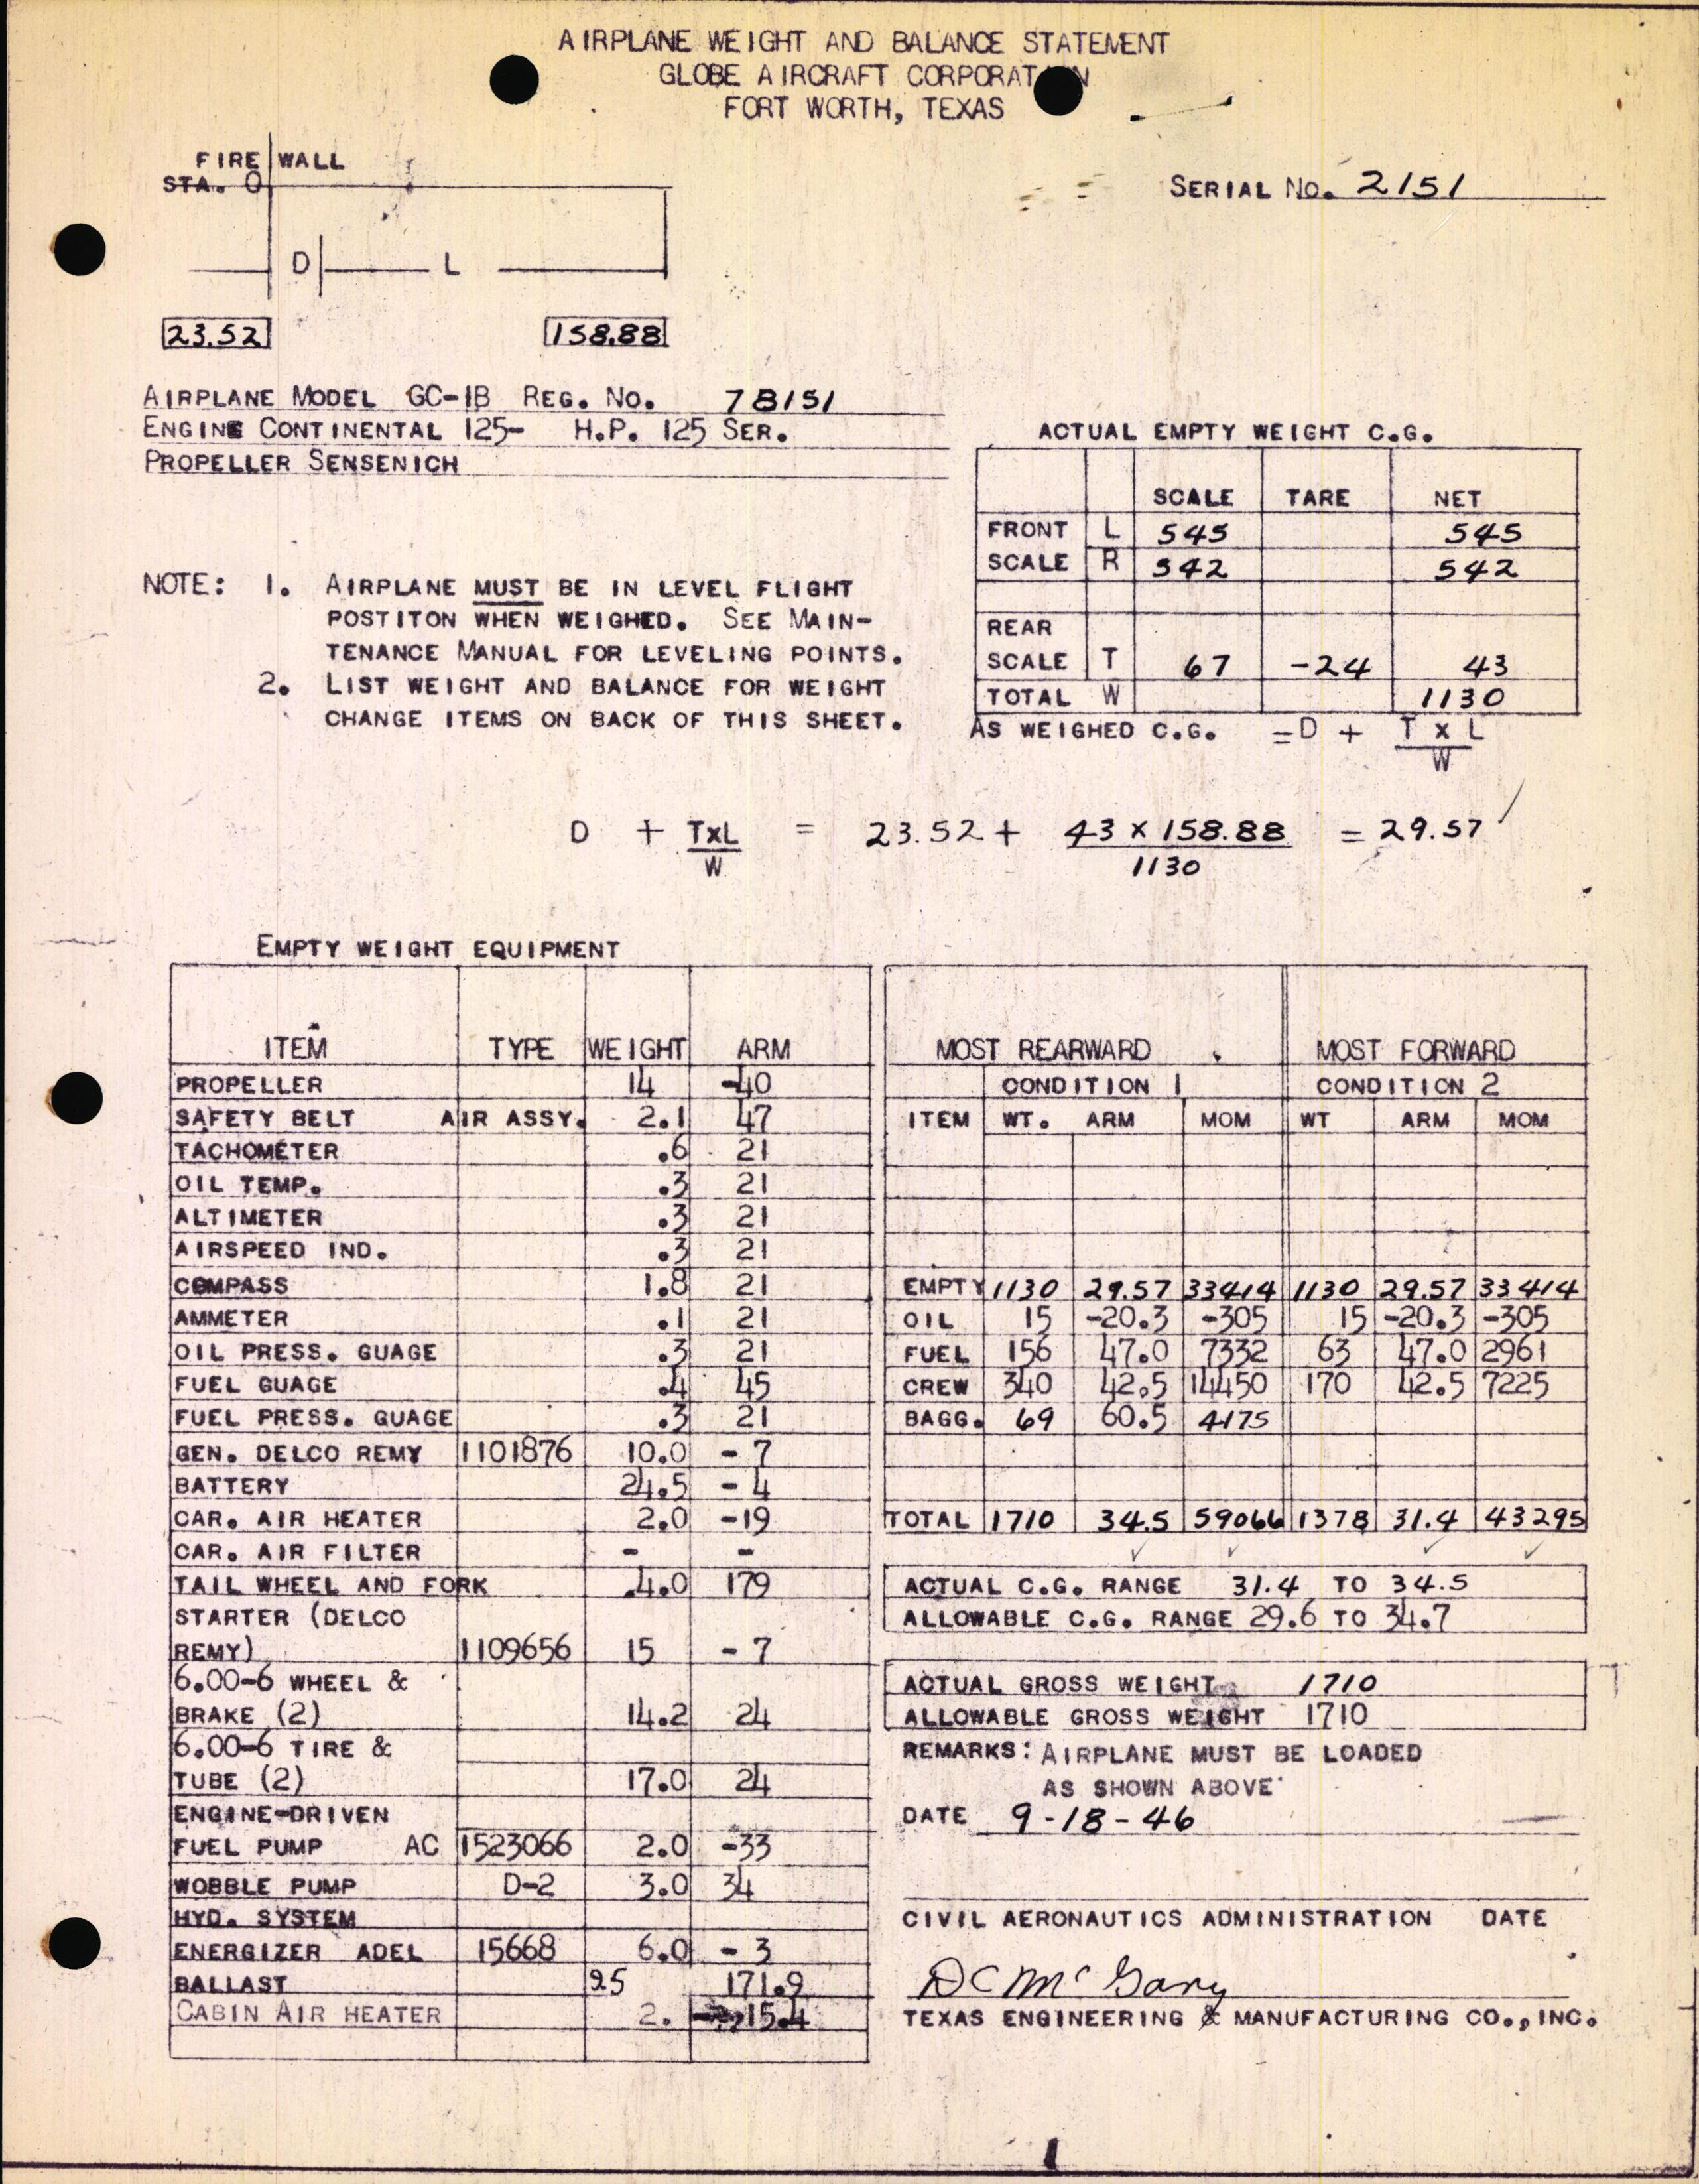 AIRPLANE WEIGHT AND BALANCE STATEMENT
GLOBE AIRCRAFT CORPORAT N
FORT WORTH, TEXAS
FIRE WALL
STA. 0
SERIAL NO. 2151
D L
23.52 158.88
AIRPLANE MODEL GC-1B REG. NO. 78151
ENGINE CONTINENTAL 125- H.P. 125 SER.
PROPELLER SENSENICH
ACTUAL EMPTY WEIGHT C.G.
SCALE TARE NET
FRONT L 545 545
SCALE R 542 542
REAR
SCALE T 67 -24 43
TOTAL W 1130
AS WEIGHED C.G. = D + T x L
W
NOTE: 1. AIRPLANE MUST BE IN LEVEL FLIGHT
POSTITON WHEN WEIGHED. SEE MAIN-
TENANCE MANUAL FOR LEVELING POINTS.
2. LIST WEIGHT AND BALANCE FOR WEIGHT
CHANGE ITEMS ON BACK OF THIS SHEET.
D + TxL = 23.52 + 43 x 158.88 = 29.57
W 1130
EMPTY WEIGHT EQUIPMENT
ITEM TYPE WEIGHT ARM
PROPELLER 14 -40
SAFETY BELT AIR ASSY. 2.1 47
TACHOMETER .6 21
OIL TEMP. .3 21
ALTIMETER .3 21
AIRSPEED IND. .3 21
COMPASS 1.8 21
AMMETER .1 21
OIL PRESS. GUAGE .3 21
FUEL GUAGE .4 45
FUEL PRESS. GUAGE .3 21
GEN. DELCO REMY 1101876 10.0 - 7
BATTERY 24.5 - 4
CAR. AIR HEATER 2.0 -19
CAR. AIR FILTER - -
TAIL WHEEL AND FORK 4.0 179
STARTER (DELCO
REMY) 1109656 15 - 7
6.00-6 WHEEL &
BRAKE (2) 14.2 24
6.00-6 TIRE &
TUBE (2) 17.0 24
ENGINE-DRIVEN
FUEL PUMP AC 1523066 2.0 -33
WOBBLE PUMP D-2 3.0 34
HYD. SYSTEM
ENERGIZER ADEL 15668 6.0 - 3
BALLAST 25 171.9
CABIN AIR HEATER 2. 15.4
MOST REARWARD MOST FORWARD
CONDITION 1 CONDITION 2
ITEM WT. ARM MOM WT ARM MOM
EMPTY 1130 29.57 33414 1130 29.57 33414
OIL 15 -20.3 -305 15 -20.3 -305
FUEL 156 47.0 7332 63 47.0 2961
CREW 340 42.5 14450 170 42.5 7225
BAGG. 69 60.5 4175
TOTAL 1710 34.5 59066 1378 31.4 43295
ACTUAL C.G. RANGE 31.4 TO 34.5
ALLOWABLE C.G. RANGE 29.6 TO 34.7
ACTUAL GROSS WEIGHT 1710
ALLOWABLE GROSS WEIGHT 1710
REMARKS: AIRPLANE MUST BE LOADED
AS SHOWN ABOVE
DATE 9-18-46
CIVIL AERONAUTICS ADMINISTRATION DATE
DC McGary
TEXAS ENGINEERING & MANUFACTURING CO., INC.
1